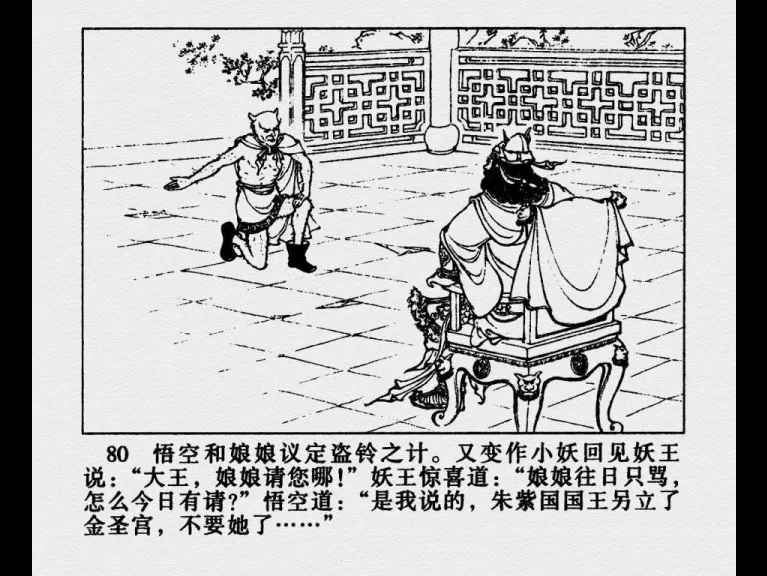 80 悟空和娘娘议定盗铃之计。又变作小妖回见妖王
说：“大王，娘娘请您哪！”妖王惊喜道：“娘娘往日只骂，
怎么今日有请？”悟空道：“是我说的，朱紫国国王另立了
金圣宫，不要她了……”